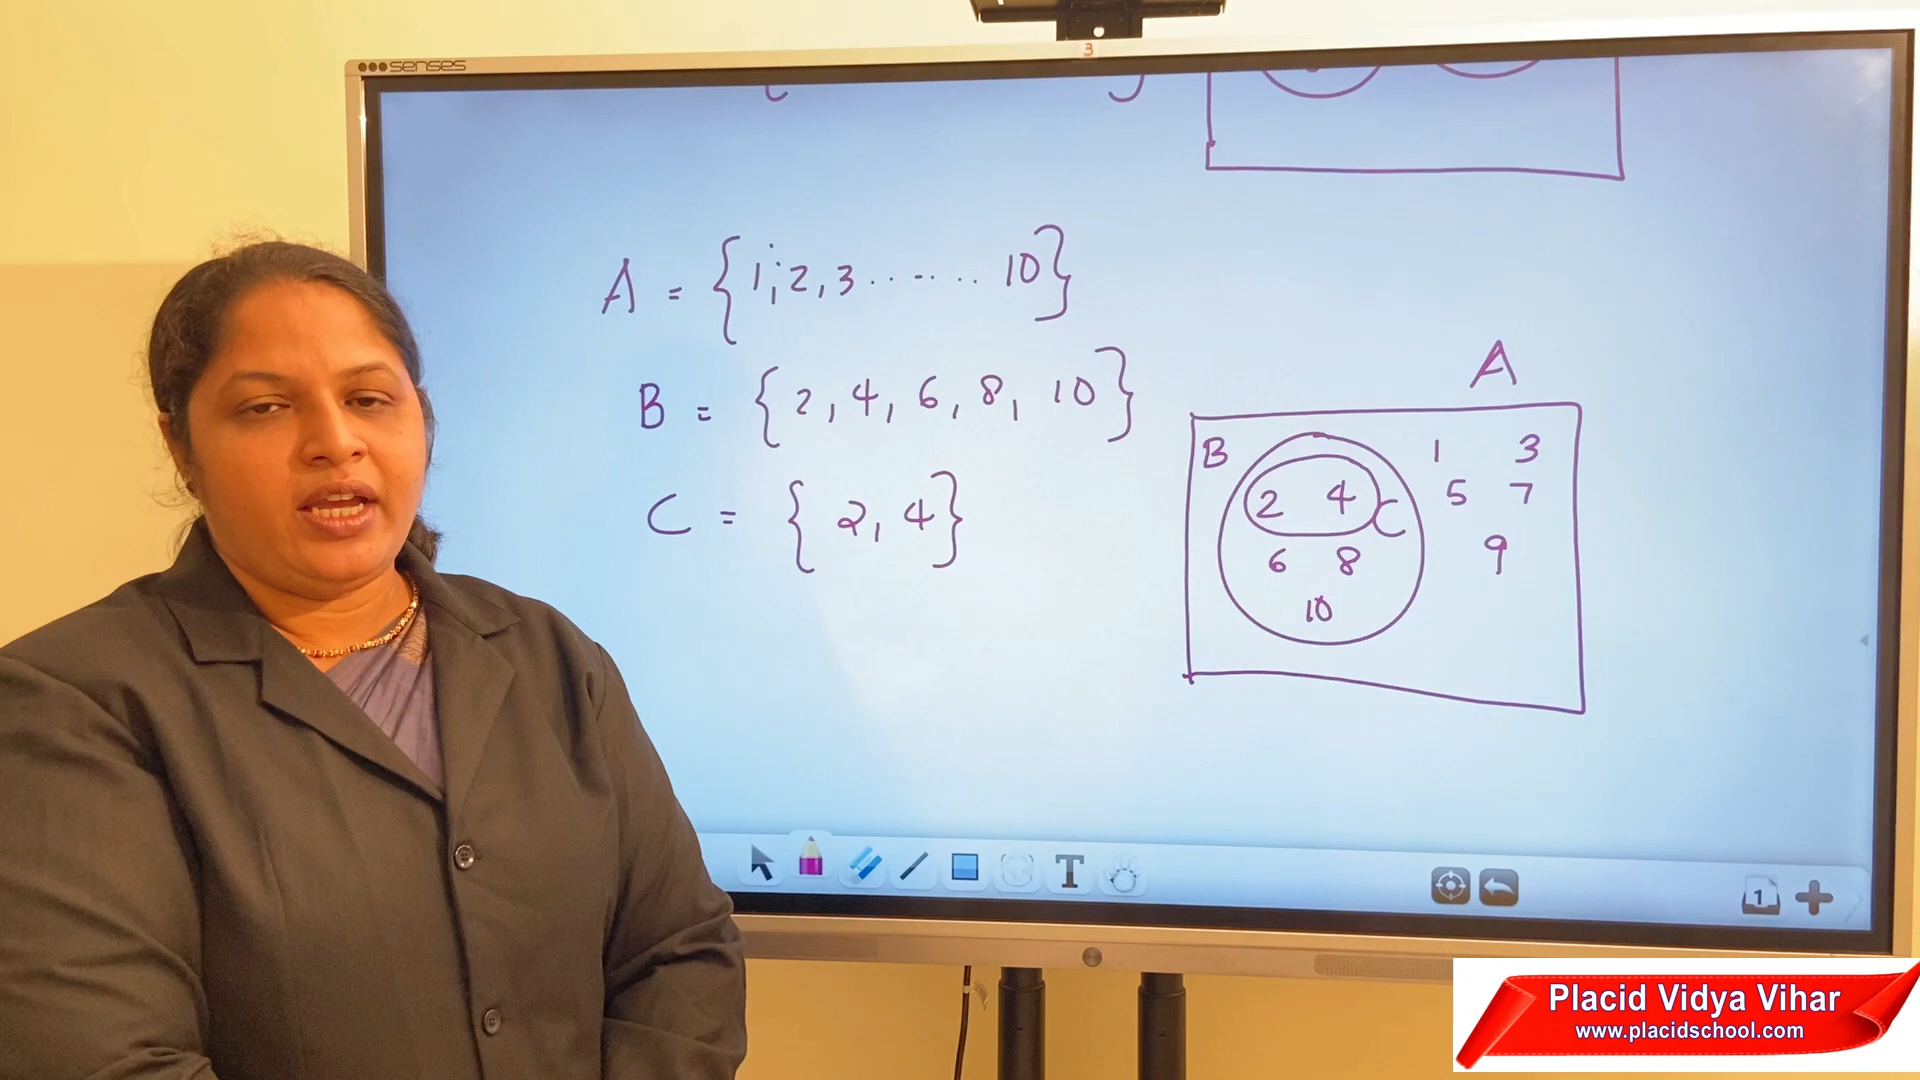 senses
3
A = {1, 2, 3 ......... 10}
B = {2, 4, 6, 8, 10}
C = {2, 4}
A
B 1 3
2 4 C 5 7
6 8 9
10
T
1
Placid Vidya Vihar
www.placidschool.com